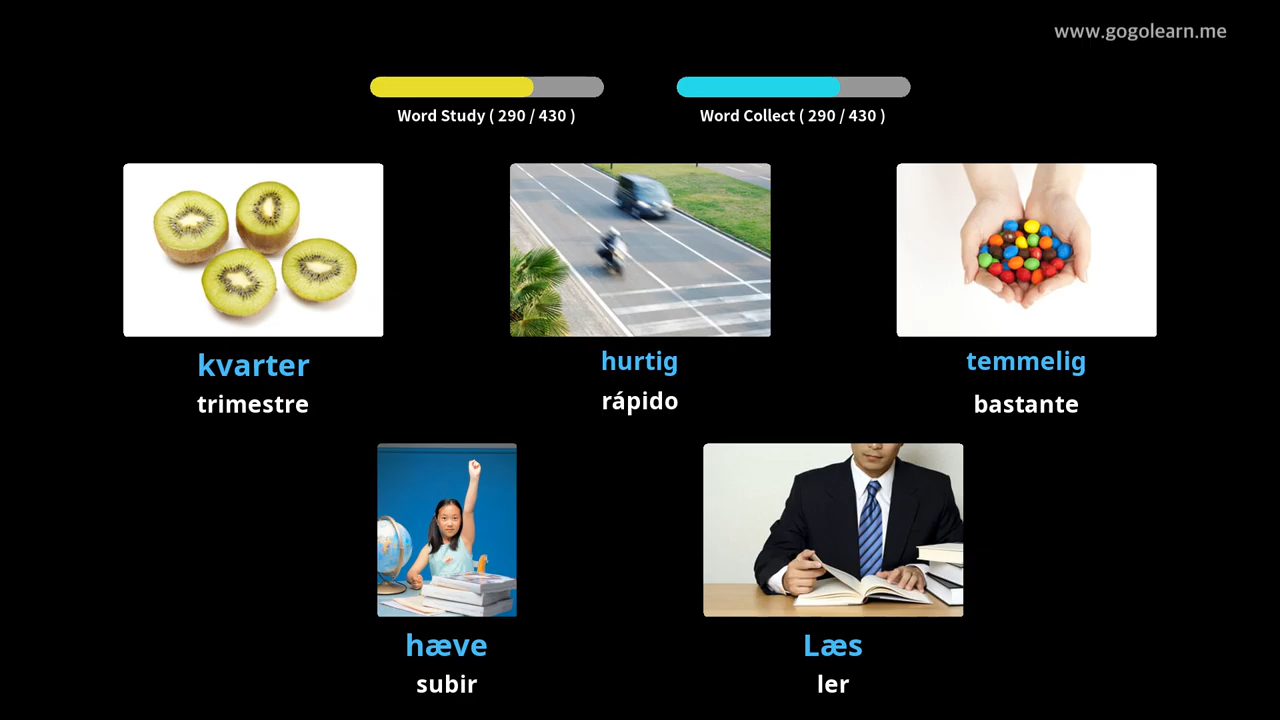 www.gogolearn.me
Word Study ( 290 / 430 )
Word Collect ( 290 / 430 )
kvarter
trimestre
hurtig
rápido
temmelig
bastante
hæve
subir
Læs
ler